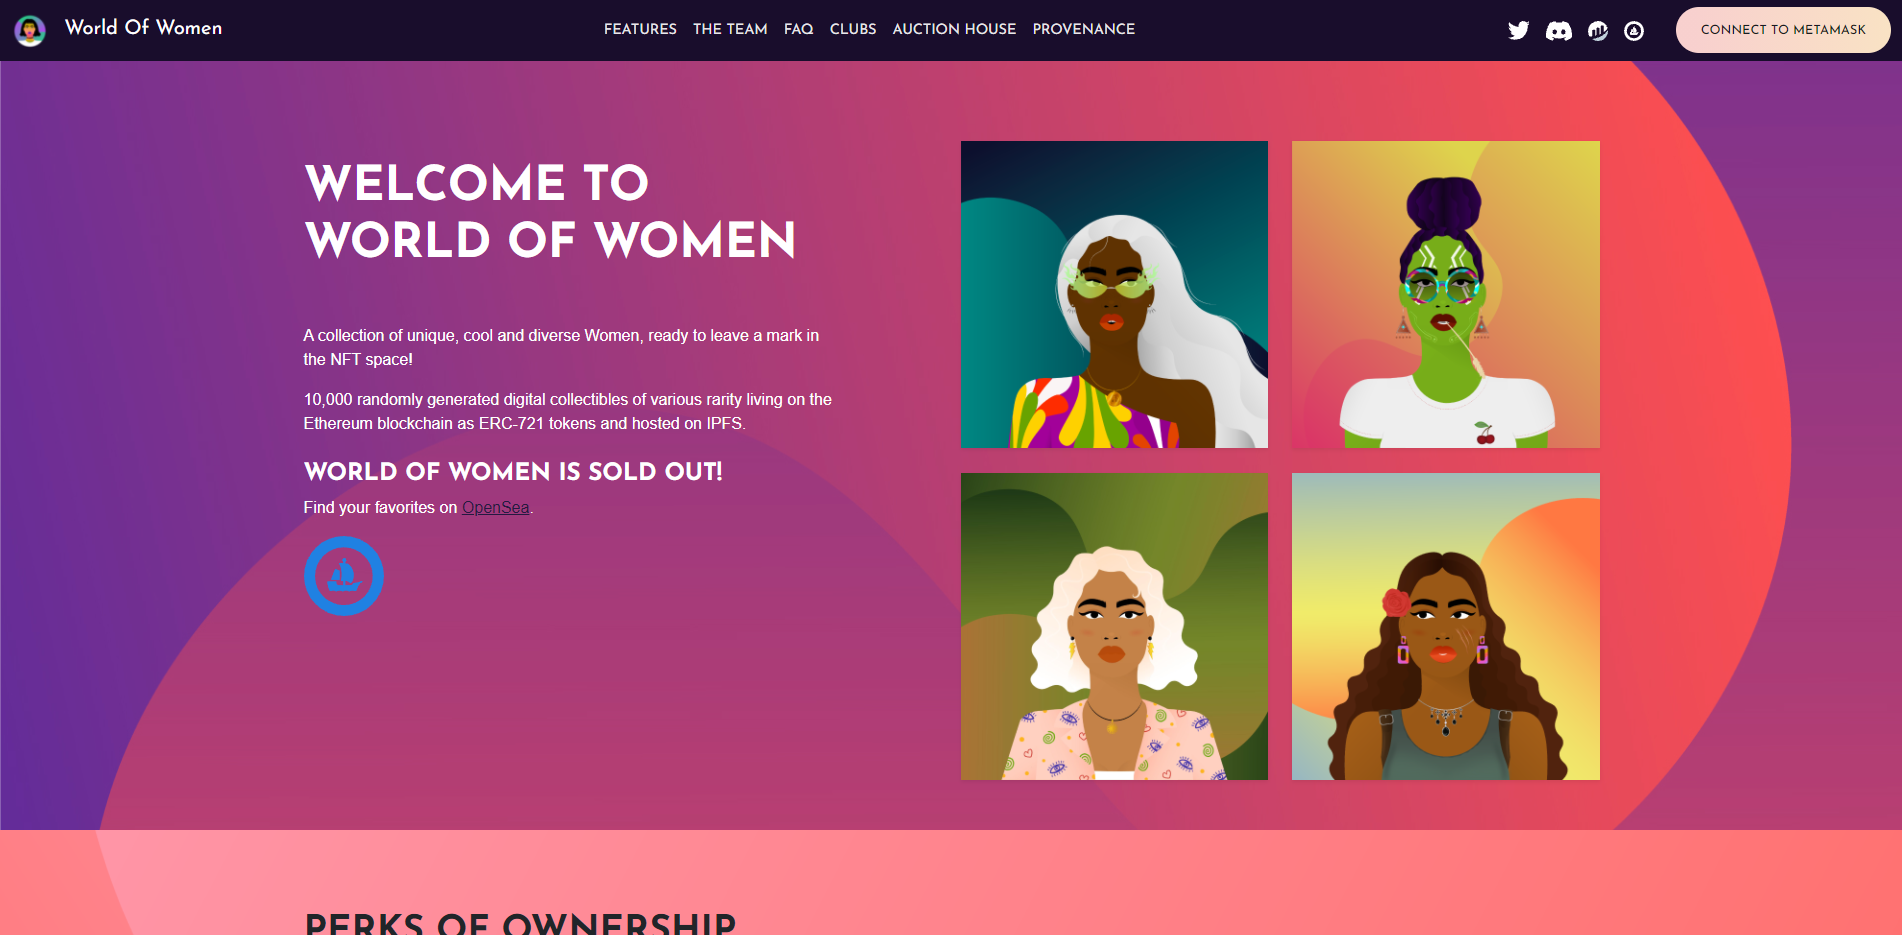 World Of Women
FEATURES THE TEAM FAQ CLUBS AUCTION HOUSE PROVENANCE
CONNECT TO METAMASK
WELCOME TO
WORLD OF WOMEN
A collection of unique, cool and diverse Women, ready to leave a mark in
the NFT space!
10,000 randomly generated digital collectibles of various rarity living on the
Ethereum blockchain as ERC-721 tokens and hosted on IPFS.
WORLD OF WOMEN IS SOLD OUT!
Find your favorites on OpenSea.
PERKS OF OWNERSHIP